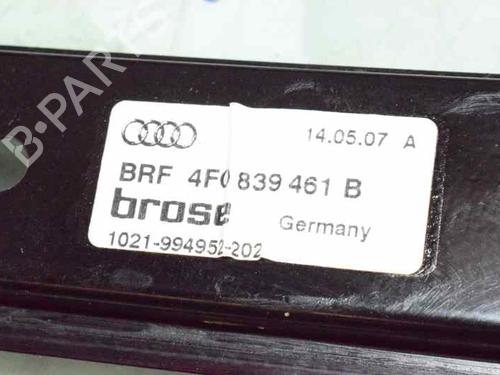 B-PARTS
14.05.07 A
BRF 4F0 839 461 B
brose
Germany
1021-994952-202